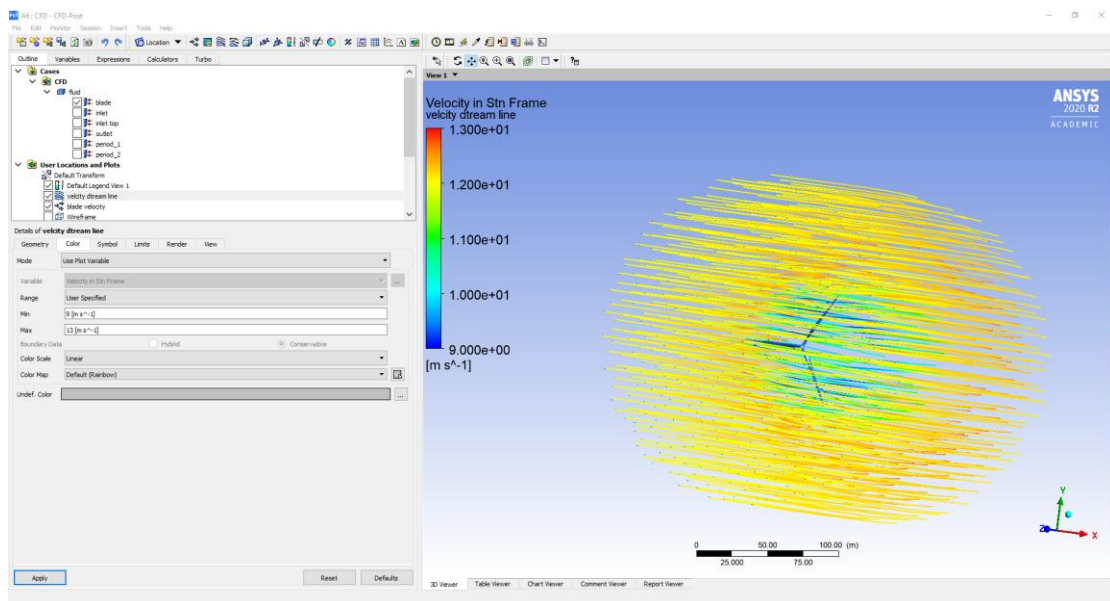 A6 : CFD - CFD-Post
File Edit Monitor Session Insert Tools Help
Location
Outline Variables Expressions Calculators Turbo
Cases
CFD
fluid
blade
inlet
inlet top
outlet
period_1
period_2
User Locations and Plots
Default Transform
Default Legend View 1
velcity dtream line
blade velocity
Wireframe
Details of velcity dtream line
Geometry Color Symbol Limits Render View
Mode Use Plot Variable
Variable Velocity in Stn Frame ...
Range User Specified
Min 9 [m s^-1]
Max 13 [m s^-1]
Boundary Data Hybrid Conservative
Color Scale Linear
Color Map Default (Rainbow)
Undef. Color ...
Apply Reset Defaults
View 1
Velocity in Stn Frame
velcity dtream line
1.300e+01
1.200e+01
1.100e+01
1.000e+01
9.000e+00
[m s^-1]
ANSYS
2020 R2
ACADEMIC
Y
Z X
0 50.00 100.00 (m)
25.000 75.00
3D Viewer Table Viewer Chart Viewer Comment Viewer Report Viewer